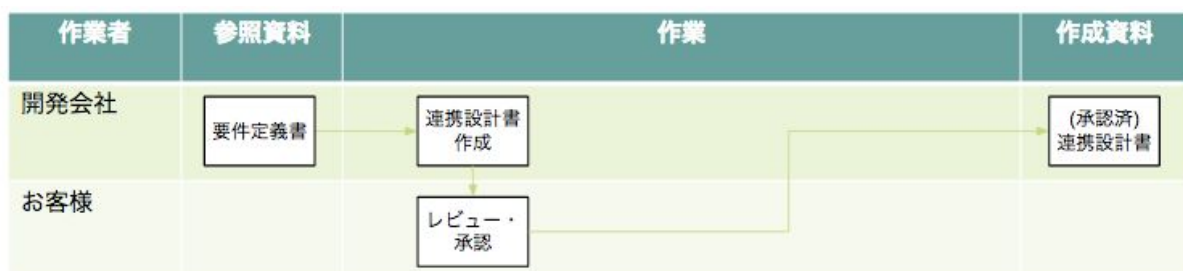 作業者 参照資料 作業 作成資料
開発会社
要件定義書
連携設計書
作成
(承認済)
連携設計書
お客様
レビュー・
承認